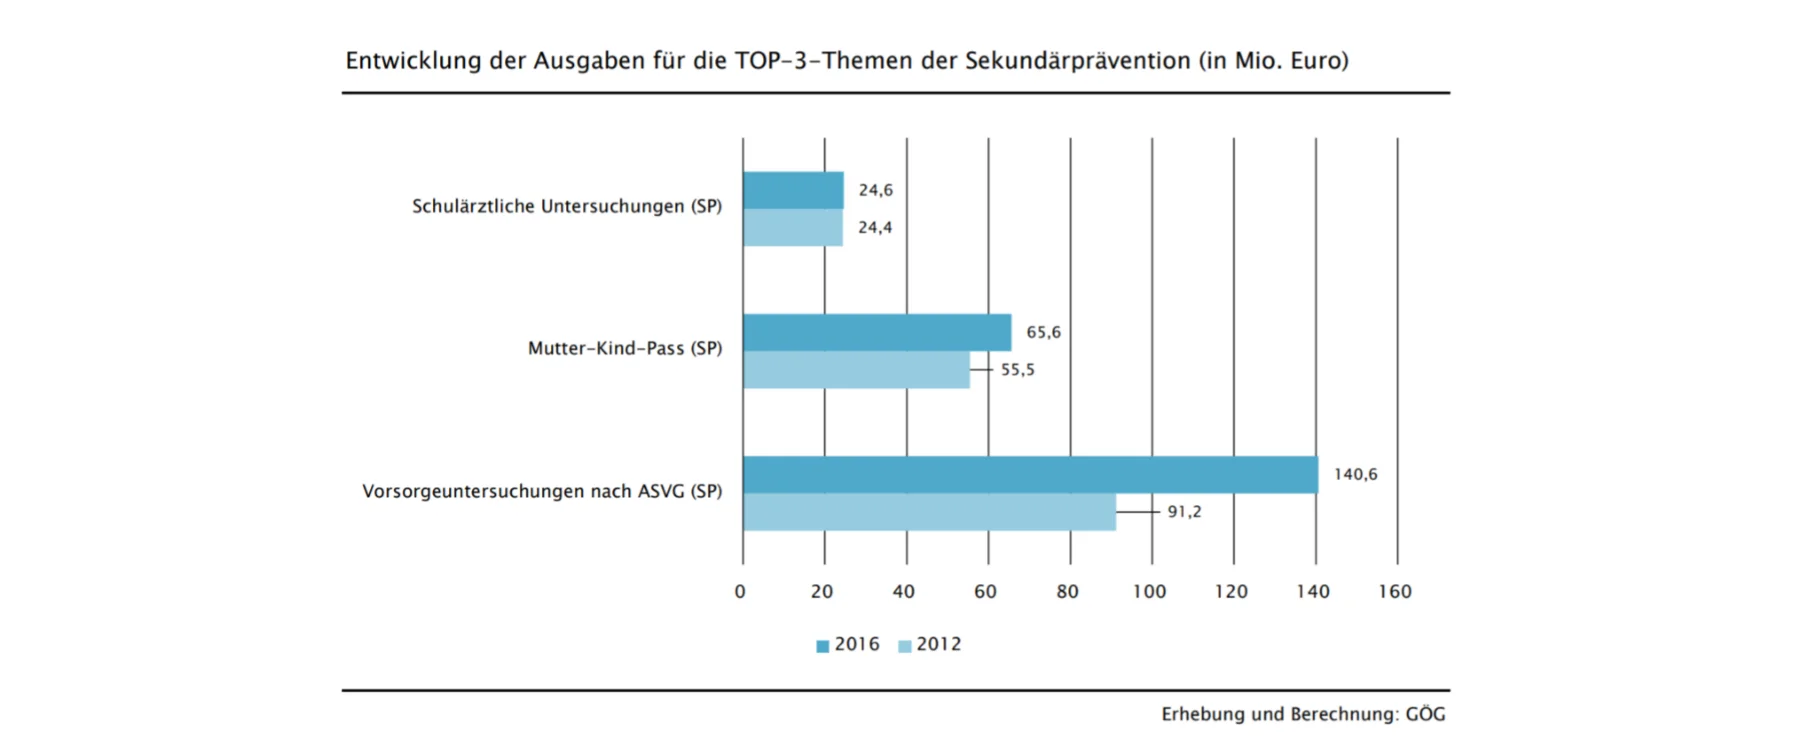 Entwicklung der Ausgaben für die TOP-3-Themen der Sekundärprävention (in Mio. Euro)
Schulärztliche Untersuchungen (SP)
24,6
24,4
Mutter-Kind-Pass (SP)
65,6
55,5
Vorsorgeuntersuchungen nach ASVG (SP)
140,6
91,2
0 20 40 60 80 100 120 140 160
2016 2012
Erhebung und Berechnung: GÖG